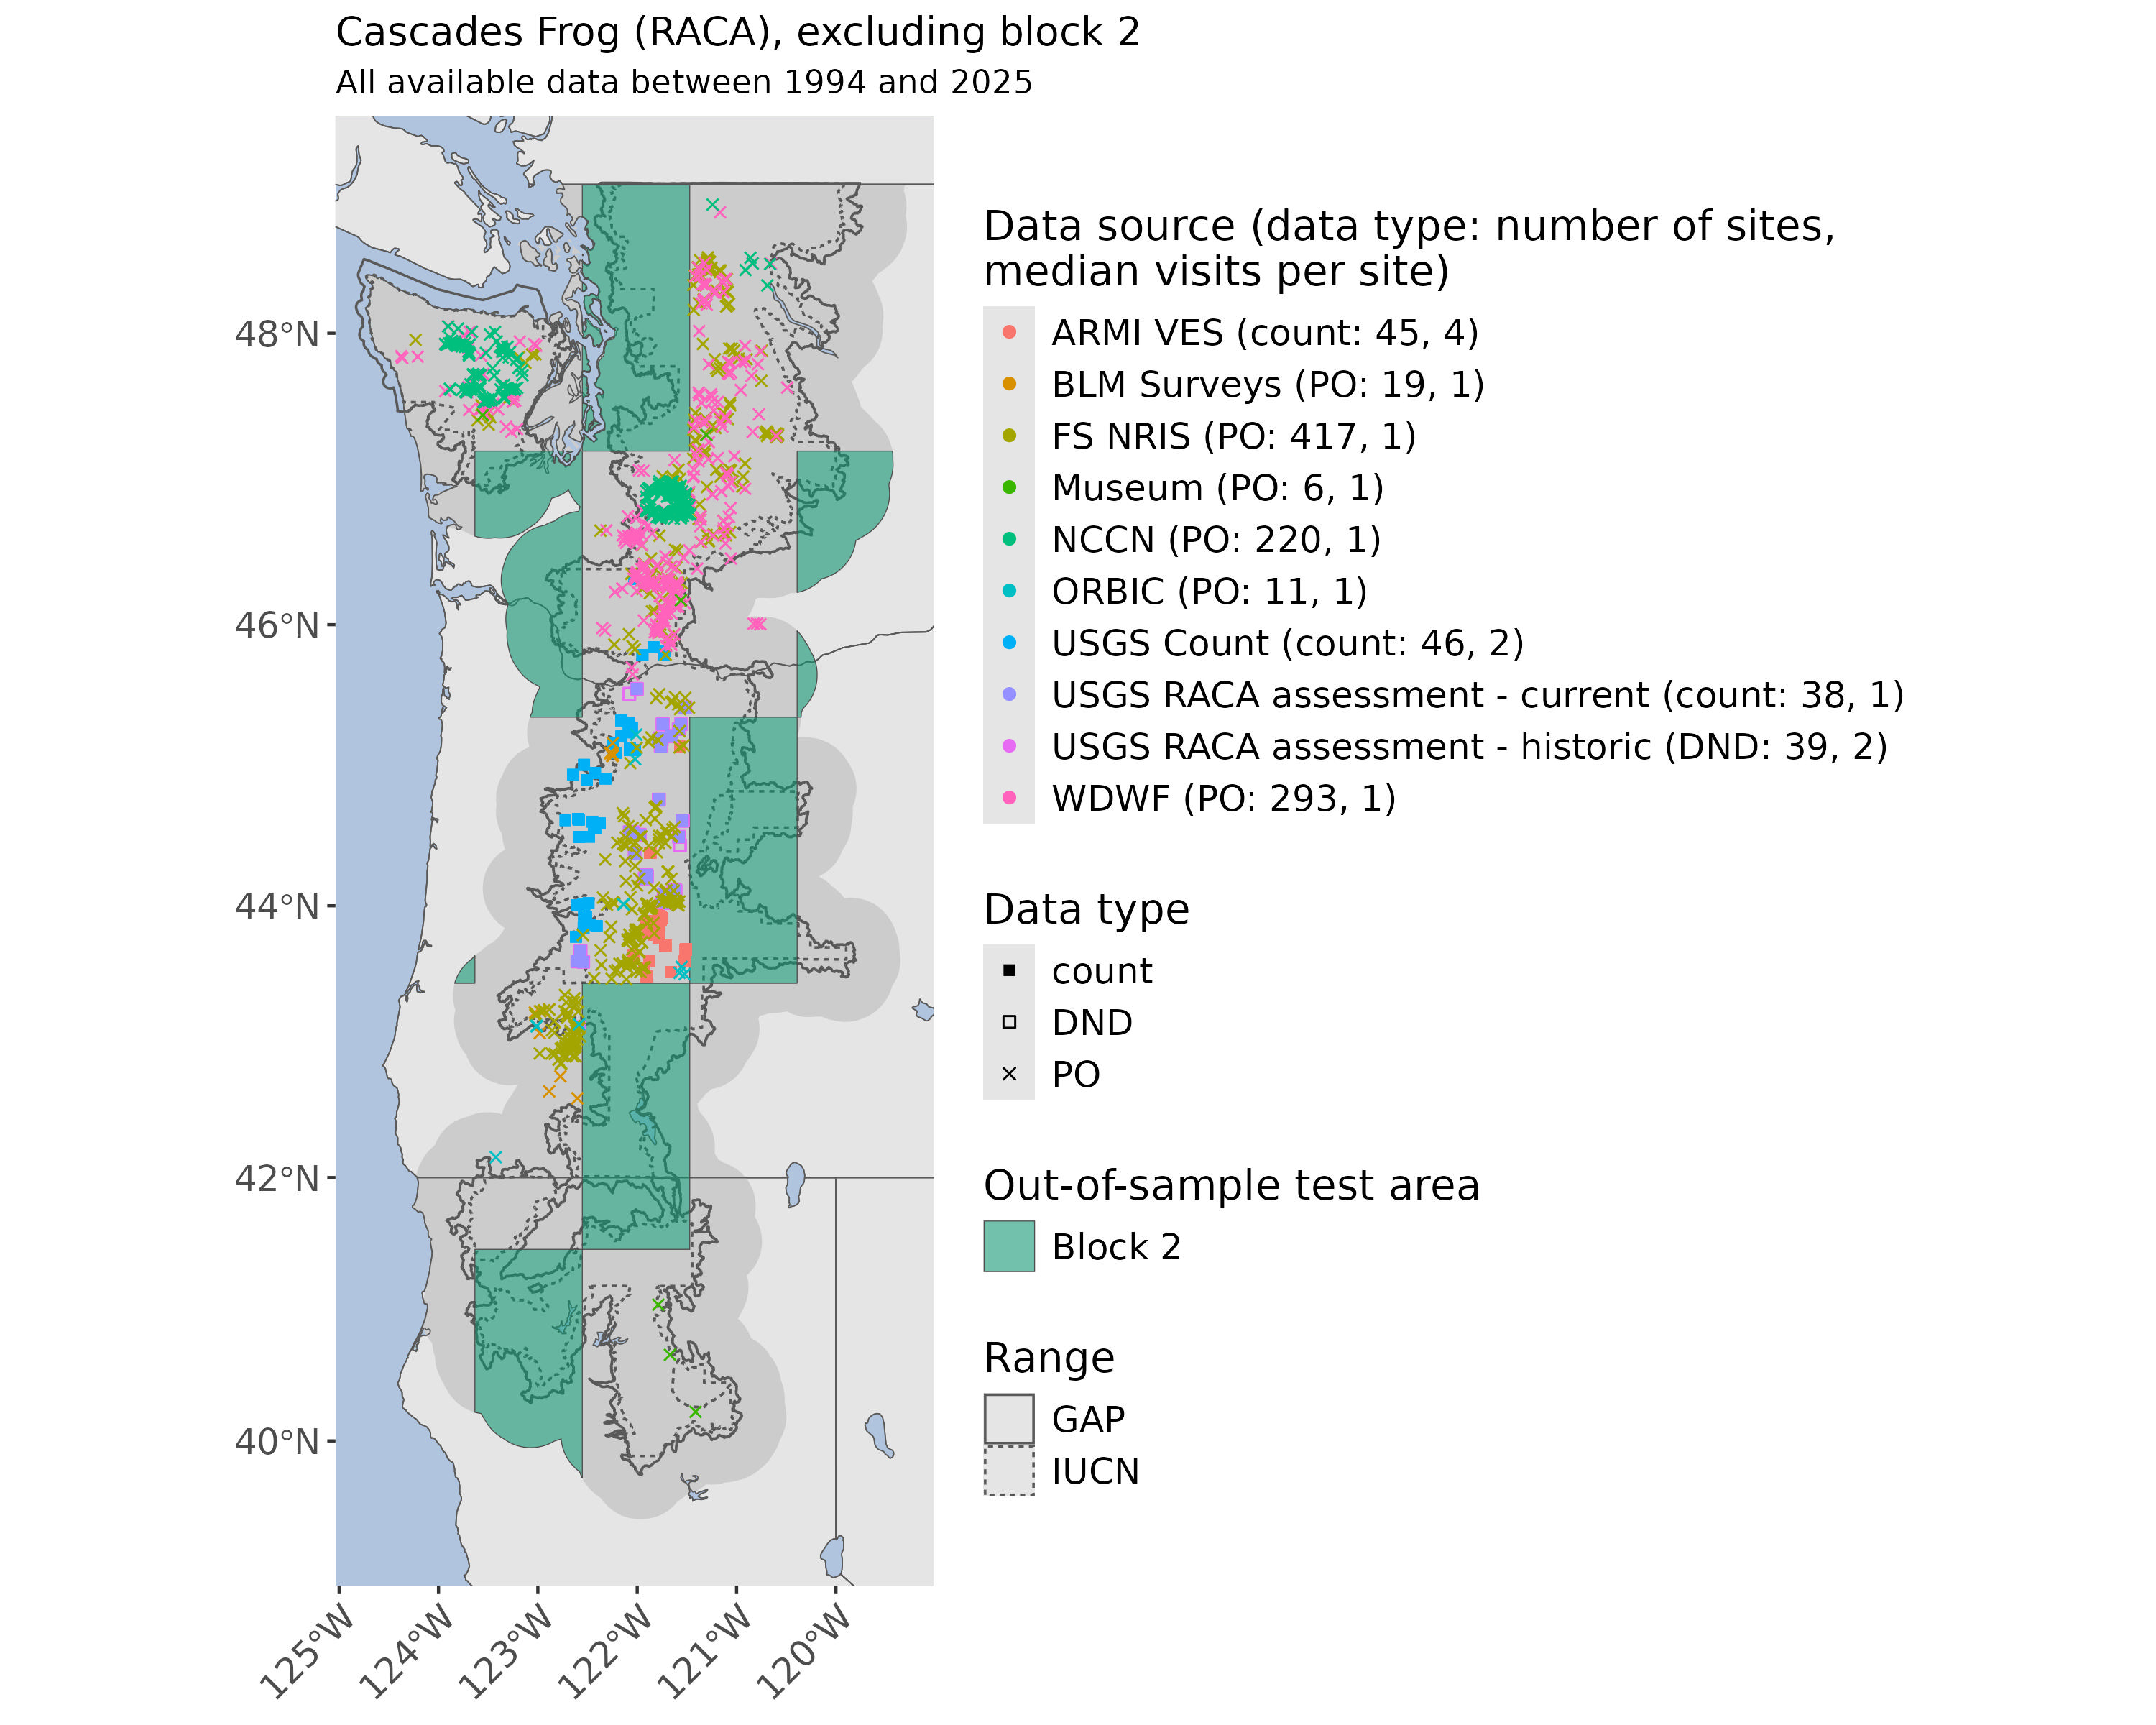 Cascades Frog (RACA), excluding block 2
All available data between 1994 and 2025
48°N
46°N
44°N
42°N
40°N
125°W
124°W
123°W
122°W
121°W
120°W
Data source (data type: number of sites,
median visits per site)
ARMI VES (count: 45, 4)
BLM Surveys (PO: 19, 1)
FS NRIS (PO: 417, 1)
Museum (PO: 6, 1)
NCCN (PO: 220, 1)
ORBIC (PO: 11, 1)
USGS Count (count: 46, 2)
USGS RACA assessment - current (count: 38, 1)
USGS RACA assessment - historic (DND: 39, 2)
WDWF (PO: 293, 1)
Data type
count
DND
PO
Out-of-sample test area
Block 2
Range
GAP
IUCN